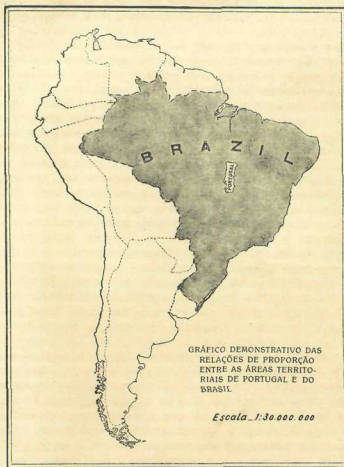 BRAZIL
PORTUGAL
GRÁFICO DEMONSTRATIVO DAS
RELAÇÕES DE PROPORÇÃO
ENTRE AS ÁREAS TERRITO-
RIAIS DE PORTUGAL E DO
BRASIL
Escala_1:30.000.000